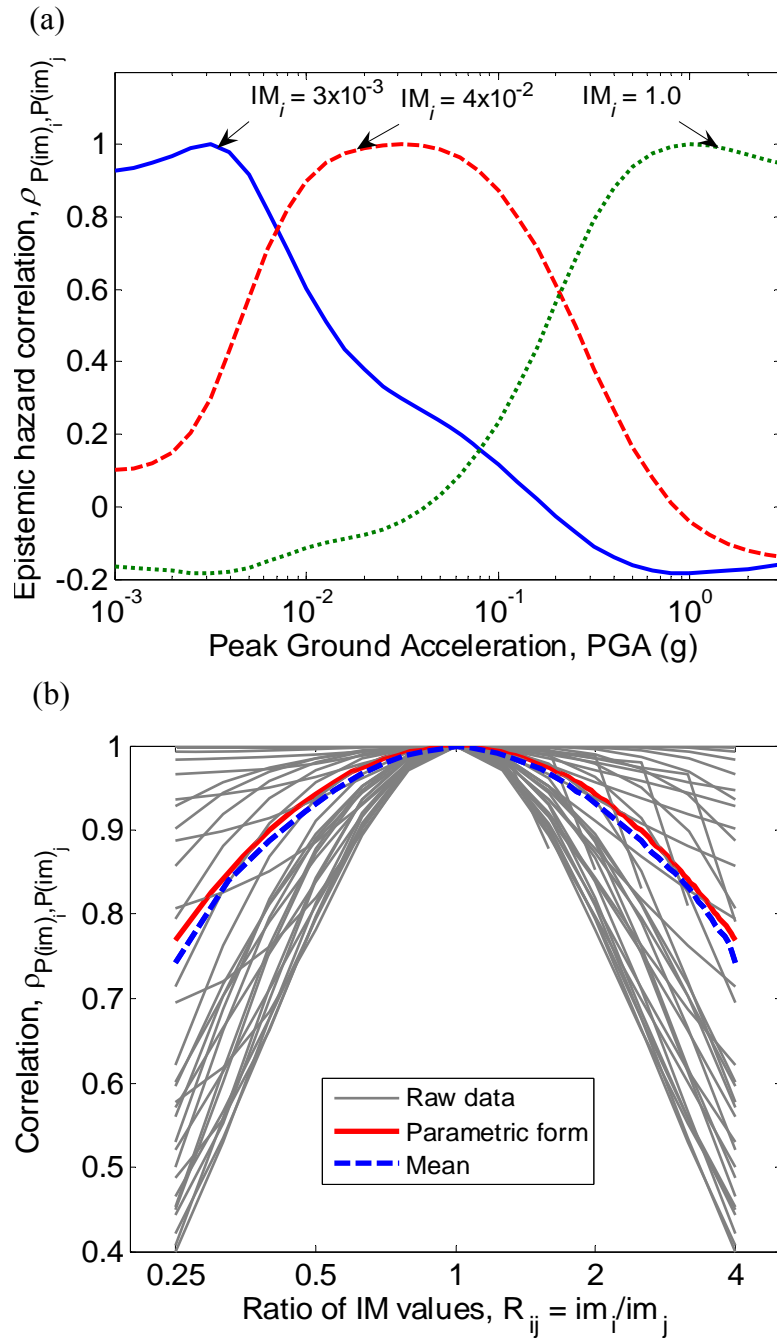 (a)
IM_i = 3x10^-3
IM_i = 4x10^-2
IM_i = 1.0
Epistemic hazard correlation, ρ P(im)_i,P(im)_j
1
0.8
0.6
0.4
0.2
0
-0.2
10^-3
10^-2
10^-1
10^0
Peak Ground Acceleration, PGA (g)
(b)
Correlation, ρ P(im)_i,P(im)_j
1
0.9
0.8
0.7
0.6
0.5
0.4
Raw data
Parametric form
Mean
0.25
0.5
1
2
4
Ratio of IM values, R_ij = im_i/im_j